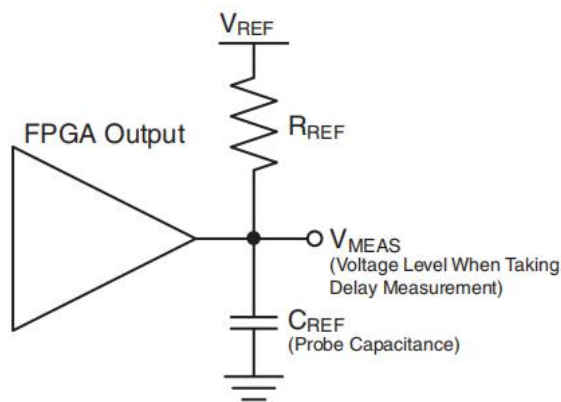 VREF
FPGA Output
RREF
VMEAS
(Voltage Level When Taking
Delay Measurement)
CREF
(Probe Capacitance)